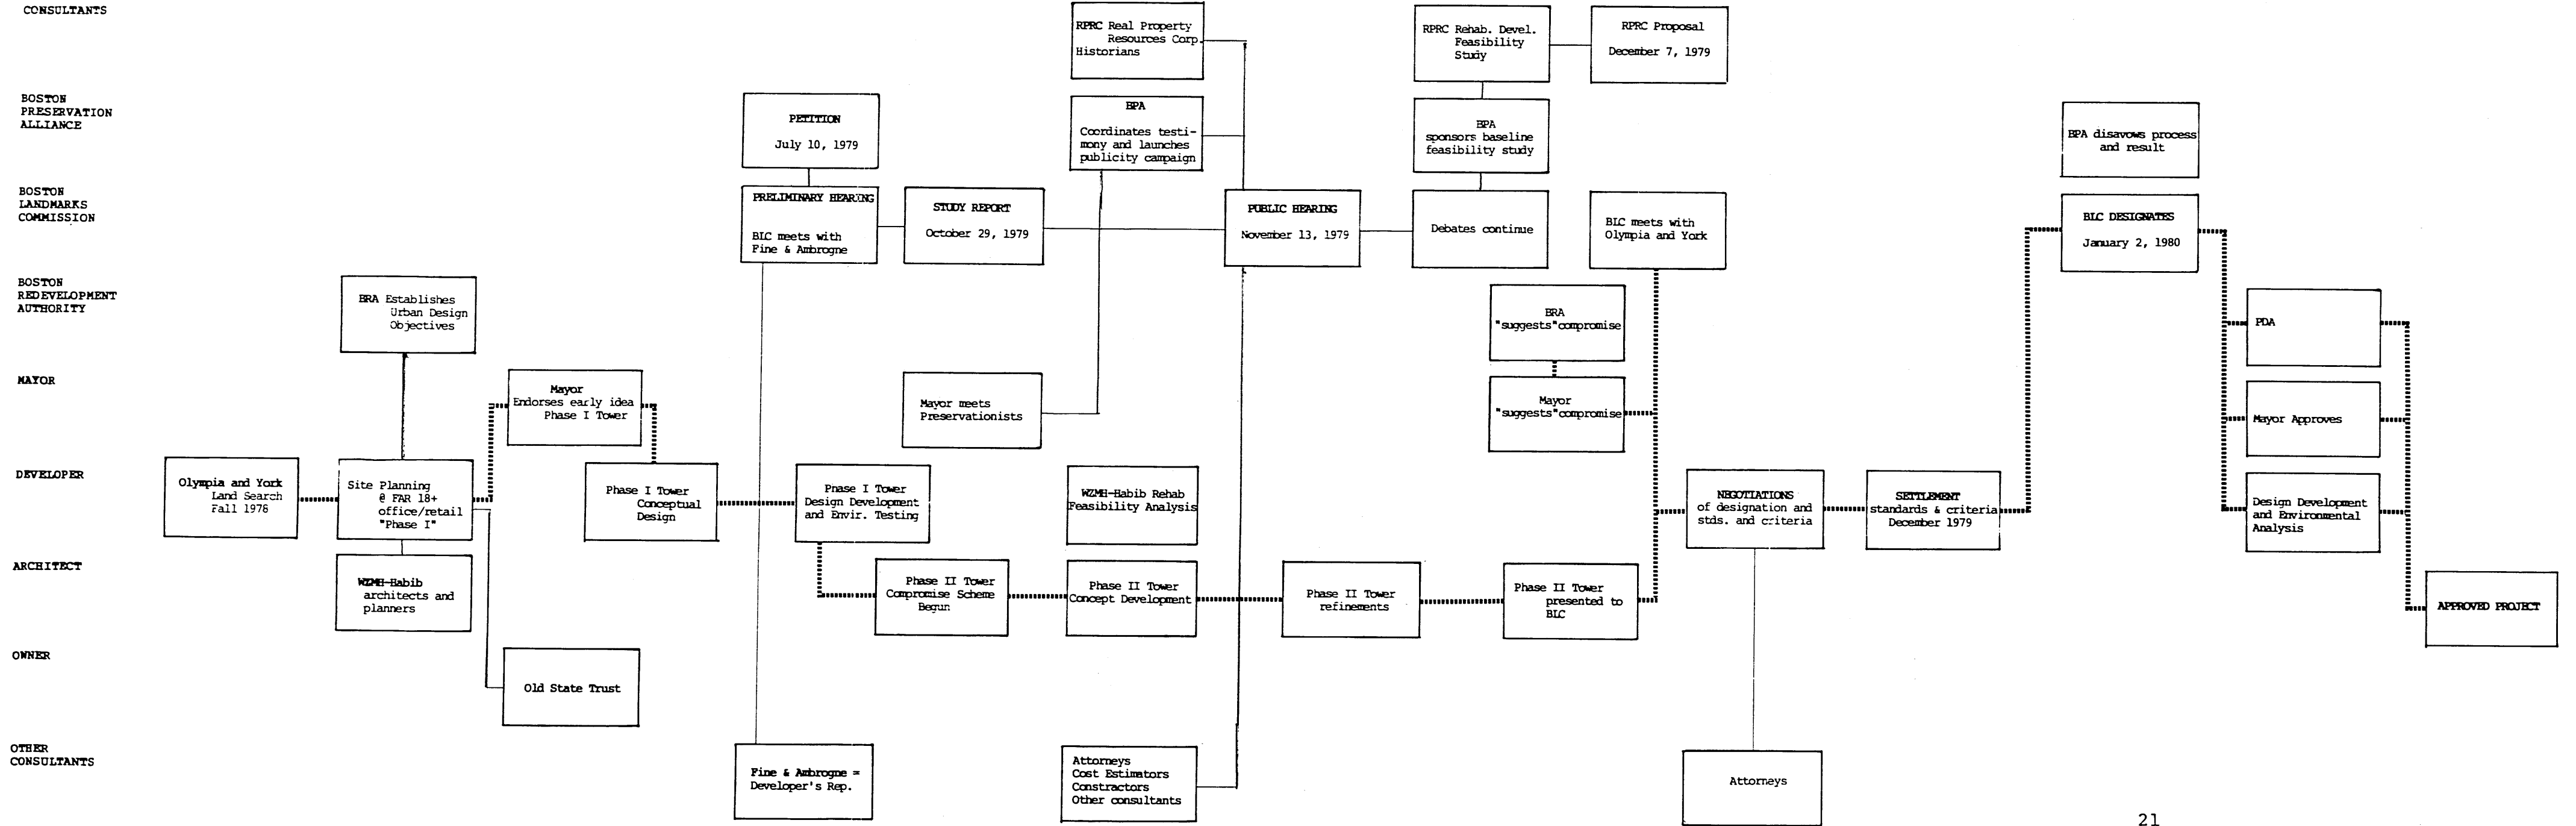 CONSULTANTS
RPRC Real Property
Resources Corp.
Historians
RPRC Rehab. Devel.
Feasibility
Study
RPRC Proposal
December 7, 1979
BOSTON
PRESERVATION
ALLIANCE
PETITION
July 10, 1979
BPA
Coordinates testi-
mony and launches
publicity campaign
BPA
sponsors baseline
feasibility study
BPA disavows process
and result
BOSTON
LANDMARKS
COMMISSION
PRELIMINARY HEARING
BLC meets with
Fine & Ambrogne
STUDY REPORT
October 29, 1979
PUBLIC HEARING
November 13, 1979
Debates continue
BLC meets with
Olympia and York
BLC DESIGNATES
January 2, 1980
BOSTON
REDEVELOPMENT
AUTHORITY
BRA Establishes
Urban Design
Objectives
BRA
"suggests"compromise
PDA
MAYOR
Mayor
Endorses early idea
Phase I Tower
Mayor meets
Preservationists
Mayor
"suggests"compromise
Mayor Approves
DEVELOPER
Olympia and York
Land Search
Fall 1978
Site Planning
@ FAR 18+
office/retail
"Phase I"
Phase I Tower
Conceptual
Design
Phase I Tower
Design Development
and Envir. Testing
WZMH-Habib Rehab
Feasibility Analysis
NEGOTIATIONS
of designation and
stds. and criteria
SETTLEMENT
standards & criteria
December 1979
Design Development
and Environmental
Analysis
ARCHITECT
WZMH-Habib
architects and
planners
Phase II Tower
Compromise Scheme
Begun
Phase II Tower
Concept Development
Phase II Tower
refinements
Phase II Tower
presented to
BLC
APPROVED PROJECT
OWNER
Old State Trust
OTHER
CONSULTANTS
Fine & Ambrogne =
Developer's Rep.
Attorneys
Cost Estimators
Constractors
Other consultants
Attorneys
21